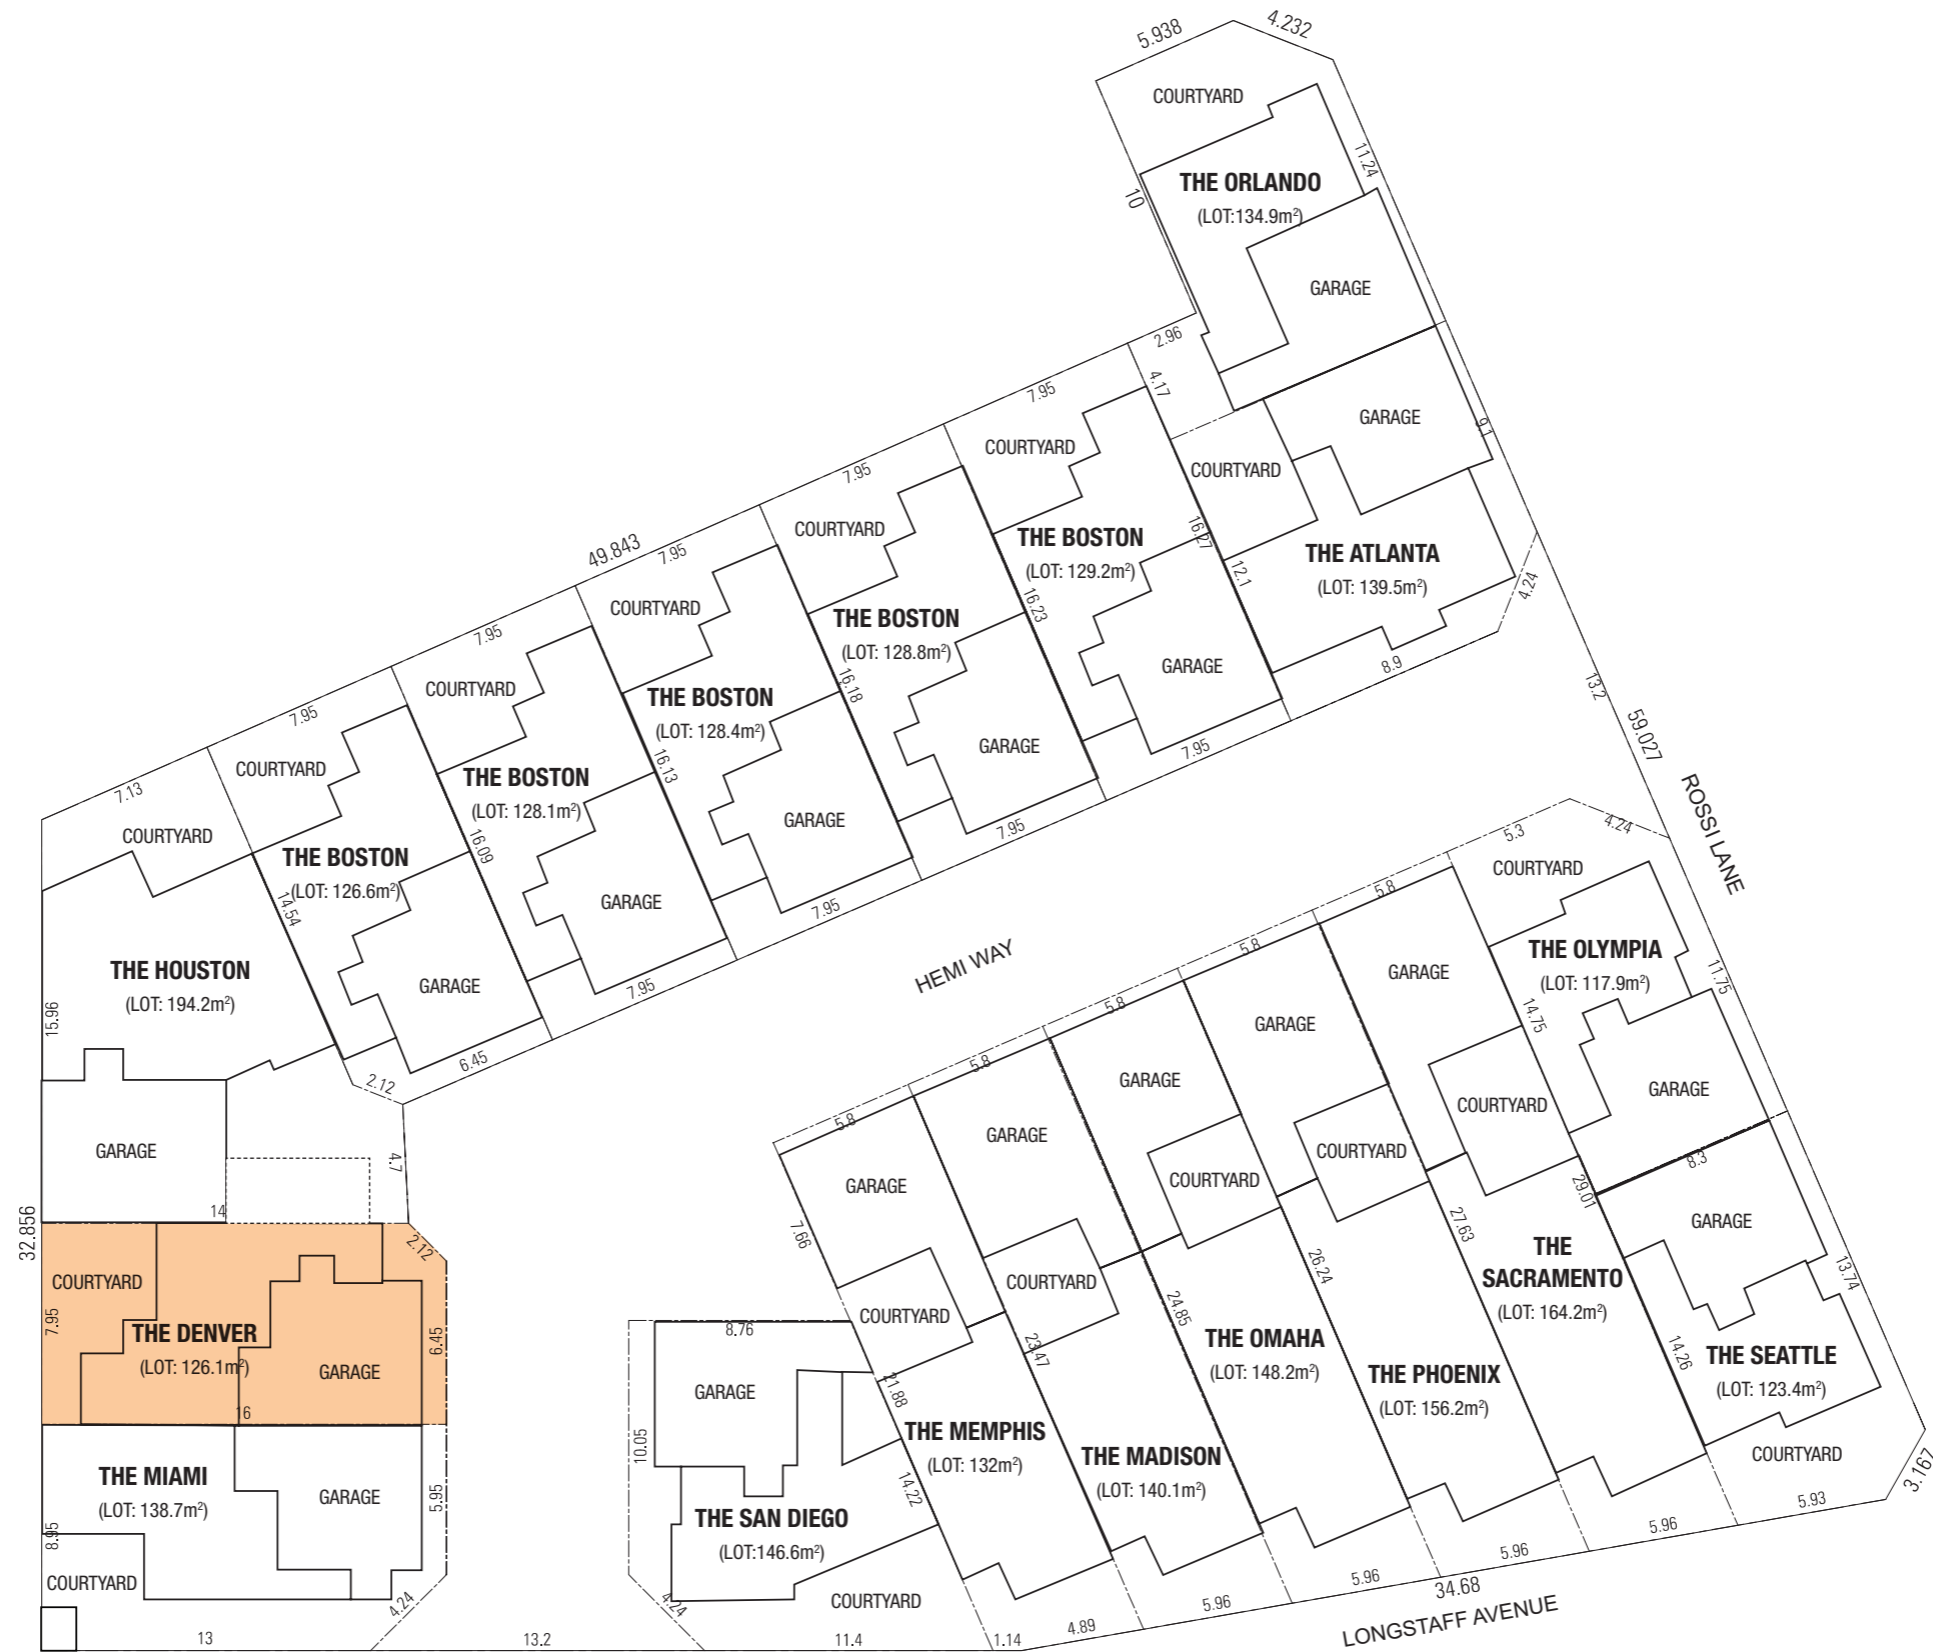 5.938
4.232
COURTYARD
11.24
THE ORLANDO
(LOT:134.9m²)
10
GARAGE
2.96
4.17
7.95
GARAGE
9.1
COURTYARD
COURTYARD
7.95
16.27
THE BOSTON
(LOT: 129.2m²)
THE ATLANTA
(LOT: 139.5m²)
12.1
4.24
COURTYARD
49.843
7.95
16.23
COURTYARD
THE BOSTON
(LOT: 128.8m²)
GARAGE
8.9
7.95
13.2
59.027
COURTYARD
THE BOSTON
(LOT: 128.4m²)
16.18
GARAGE
7.95
7.95
COURTYARD
THE BOSTON
(LOT: 128.1m²)
16.13
GARAGE
7.95
ROSSI LANE
7.13
COURTYARD
THE BOSTON
(LOT: 126.6m²)
16.09
GARAGE
7.95
14.54
GARAGE
7.95
HEMI WAY
THE HOUSTON
(LOT: 194.2m²)
15.96
2.12
6.45
GARAGE
4.7
14
32.856
5.3
4.24
COURTYARD
5.8
THE OLYMPIA
(LOT: 117.9m²)
11.75
5.8
GARAGE
14.75
5.8
GARAGE
GARAGE
5.8
GARAGE
COURTYARD
5.8
GARAGE
COURTYARD
8.3
GARAGE
COURTYARD
29.01
GARAGE
7.66
27.63
2.12
COURTYARD
7.95
THE DENVER
(LOT: 126.1m²)
GARAGE
6.45
16
COURTYARD
26.24
THE
SACRAMENTO
(LOT: 164.2m²)
13.74
COURTYARD
24.85
8.76
23.47
THE OMAHA
(LOT: 148.2m²)
14.26
THE SEATTLE
(LOT: 123.4m²)
THE PHOENIX
(LOT: 156.2m²)
GARAGE
21.88
10.05
THE MEMPHIS
(LOT: 132m²)
THE MADISON
(LOT: 140.1m²)
COURTYARD
THE MIAMI
(LOT: 138.7m²)
GARAGE
5.95
14.22
THE SAN DIEGO
(LOT:146.6m²)
5.93
3.167
8.95
COURTYARD
4.24
4.24
COURTYARD
5.96
5.96
5.96
34.68
5.96
LONGSTAFF AVENUE
4.89
1.14
11.4
13.2
13